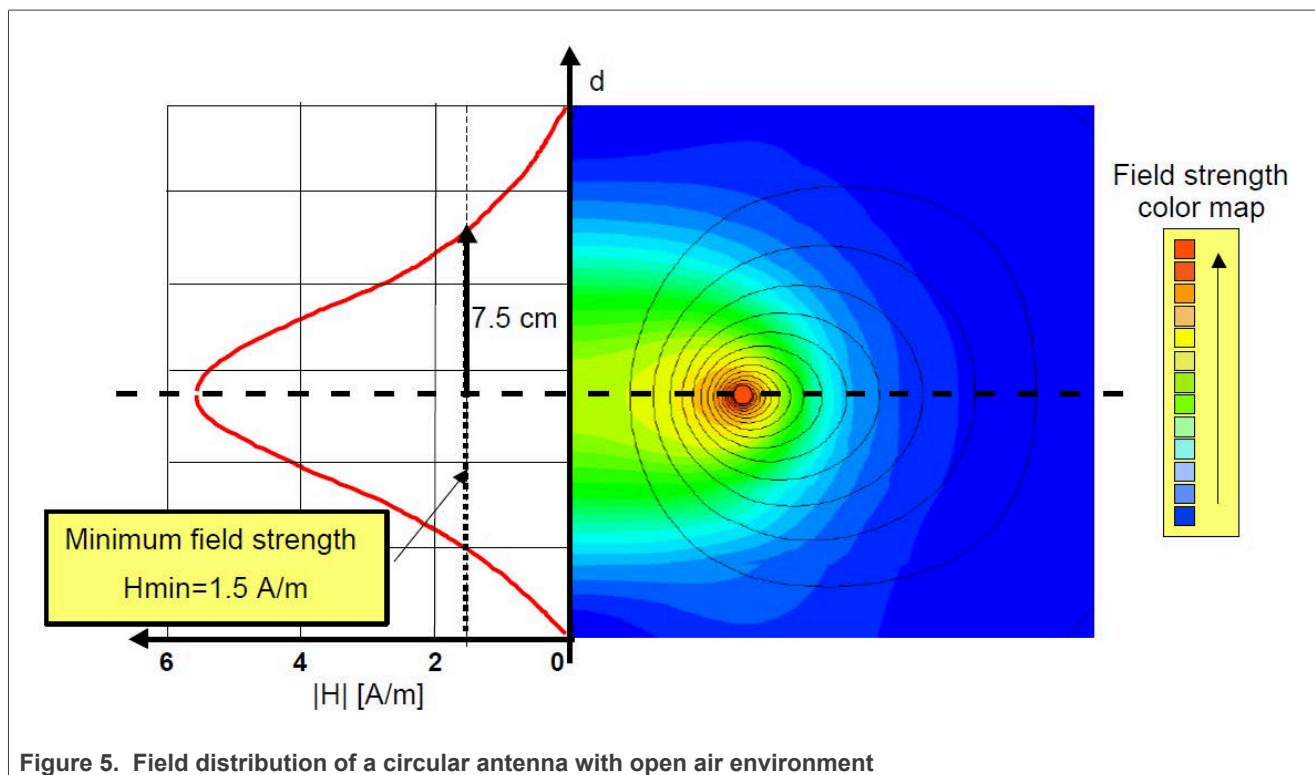 d
Field strength
color map
7.5 cm
Minimum field strength
Hmin=1.5 A/m
6 4 2 0
|H| [A/m]
Figure 5. Field distribution of a circular antenna with open air environment